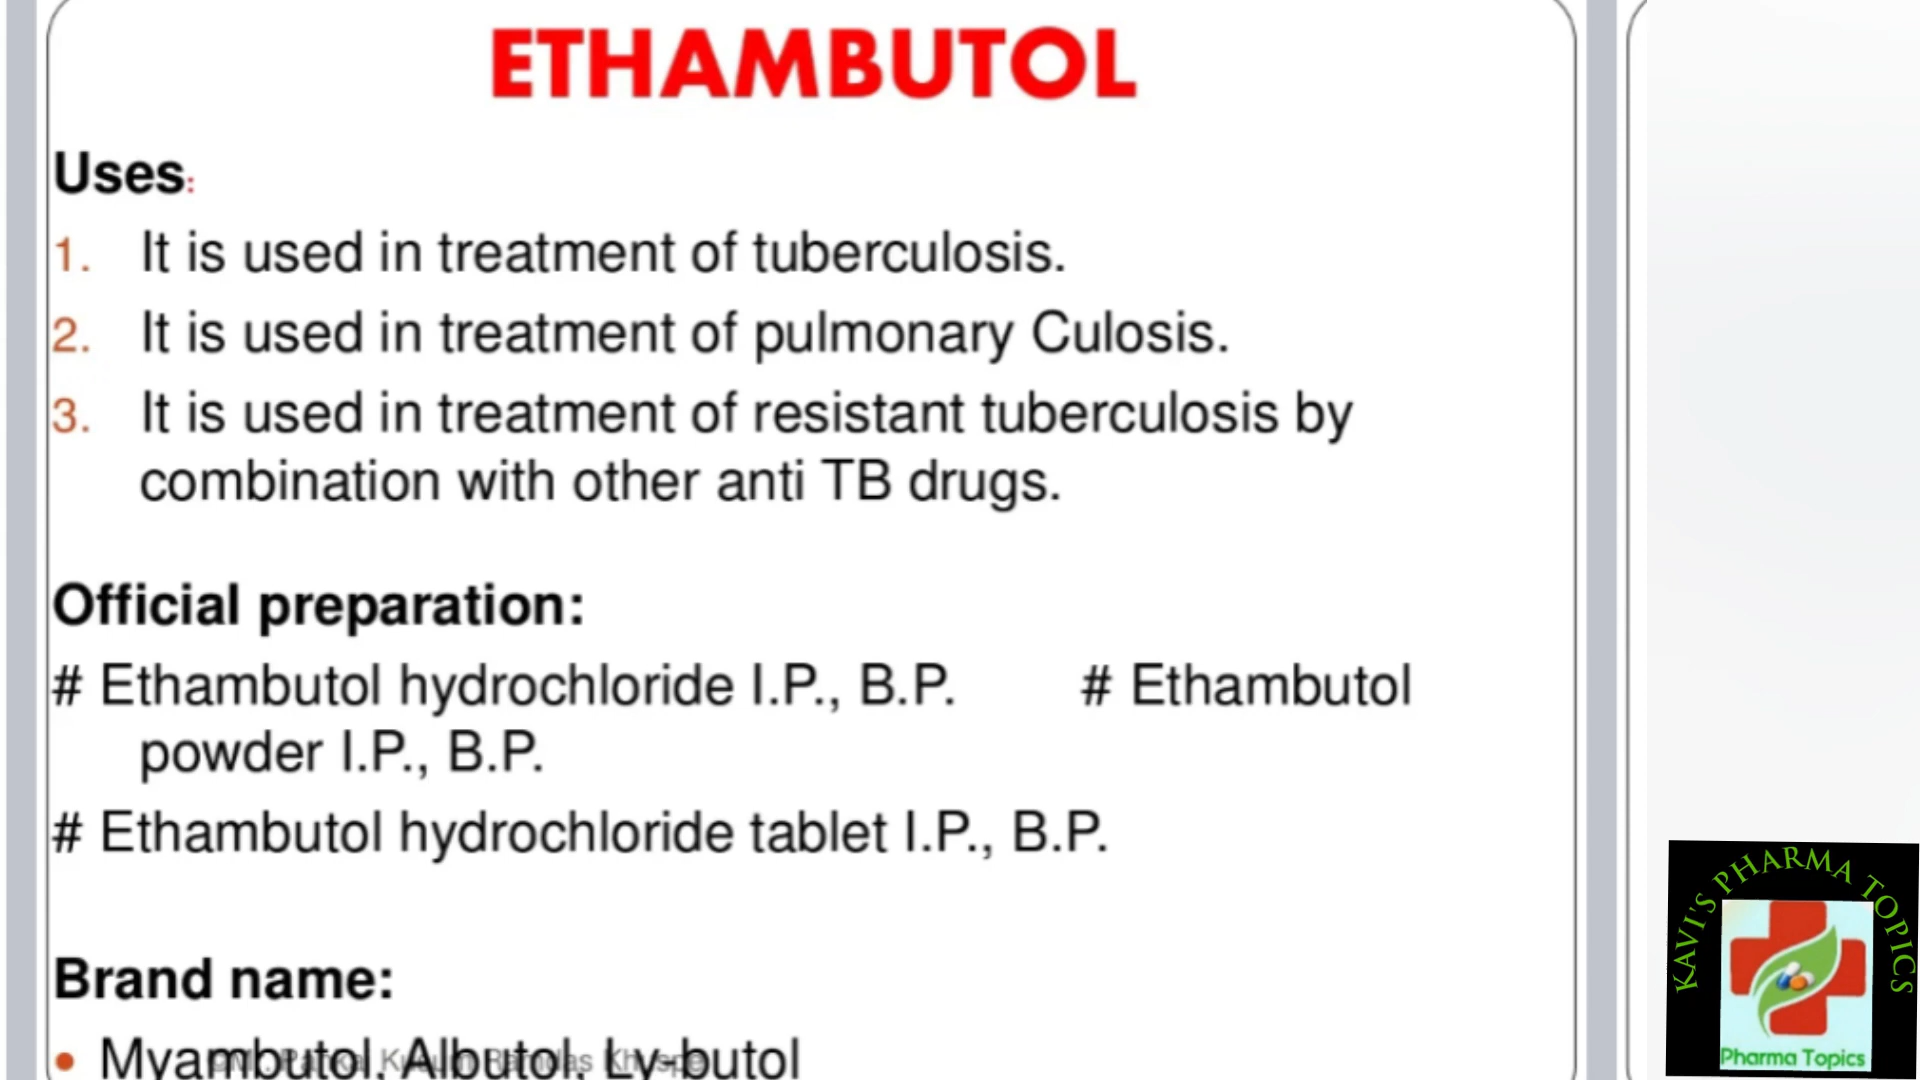 ETHAMBUTOL
Uses:
1. It is used in treatment of tuberculosis.
2. It is used in treatment of pulmonary Culosis.
3. It is used in treatment of resistant tuberculosis by
combination with other anti TB drugs.
Official preparation:
# Ethambutol hydrochloride I.P., B.P. # Ethambutol
powder I.P., B.P.
# Ethambutol hydrochloride tablet I.P., B.P.
Brand name:
• Myambutol, Albutol, Ly-butol
KAVI'S PHARMA TOPICS
Pharma Topics